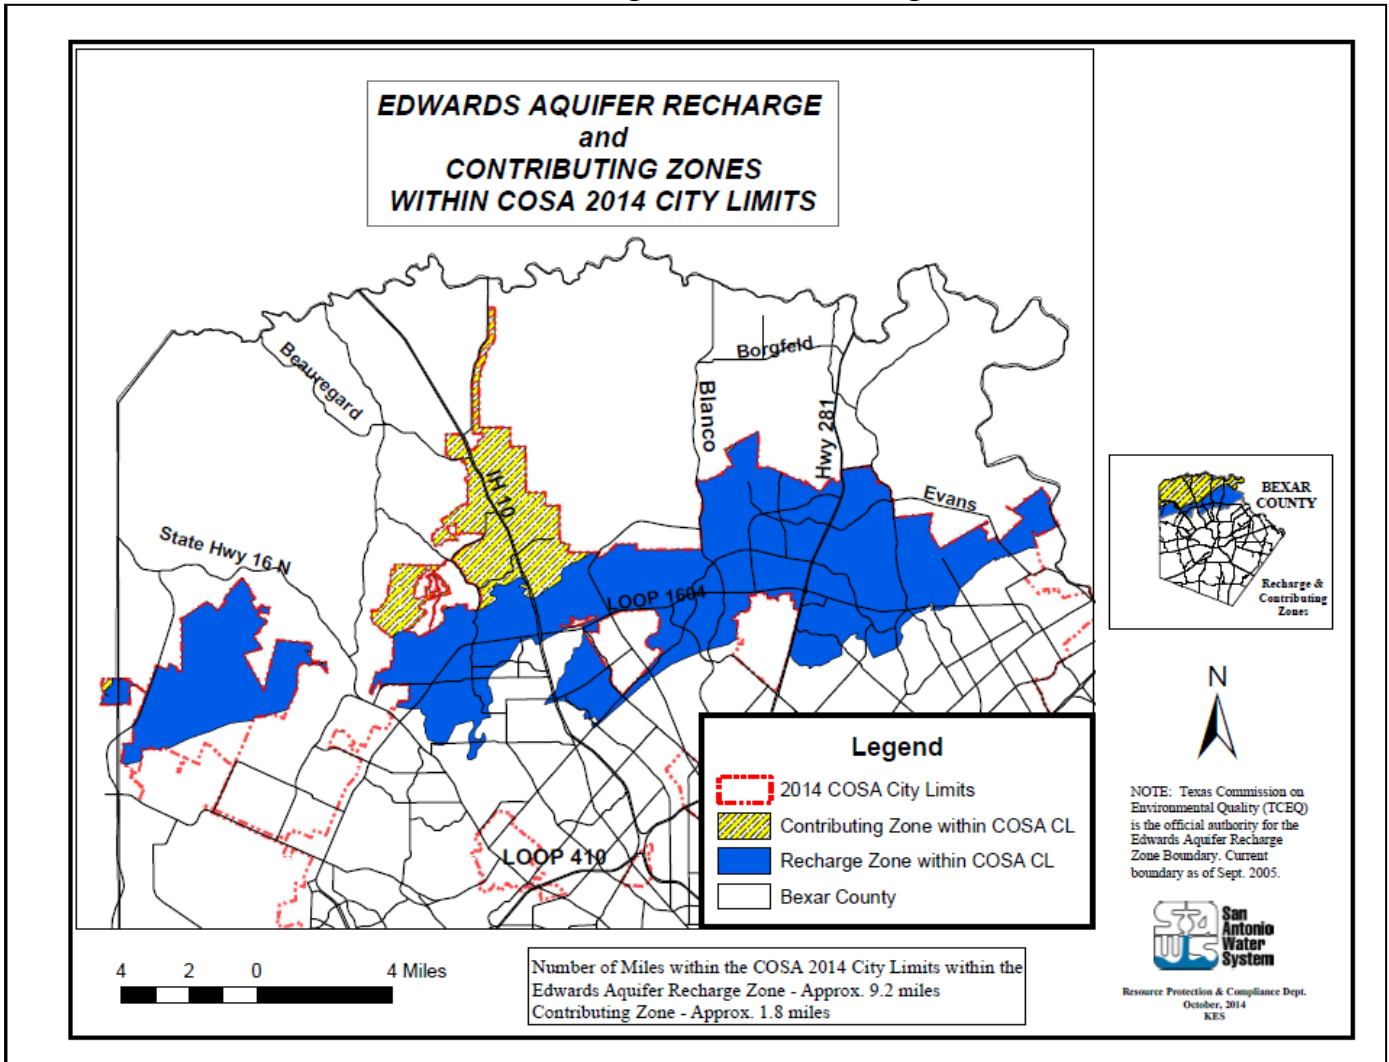 EDWARDS AQUIFER RECHARGE
and
CONTRIBUTING ZONES
WITHIN COSA 2014 CITY LIMITS
Beauregard
Borgfeld
Blanco
Hwy 281
IH 10
Evans
State Hwy 16 N
LOOP 1604
LOOP 410
BEXAR
COUNTY
Recharge &
Contributing
Zones
N
Legend
2014 COSA City Limits
Contributing Zone within COSA CL
Recharge Zone within COSA CL
Bexar County
NOTE: Texas Commission on
Environmental Quality (TCEQ)
is the official authority for the
Edwards Aquifer Recharge
Zone Boundary. Current
boundary as of Sept. 2005.
San
Antonio
Water
System
Resource Protection & Compliance Dept.
October, 2014
KES
4 2 0 4 Miles
Number of Miles within the COSA 2014 City Limits within the
Edwards Aquifer Recharge Zone - Approx. 9.2 miles
Contributing Zone - Approx. 1.8 miles